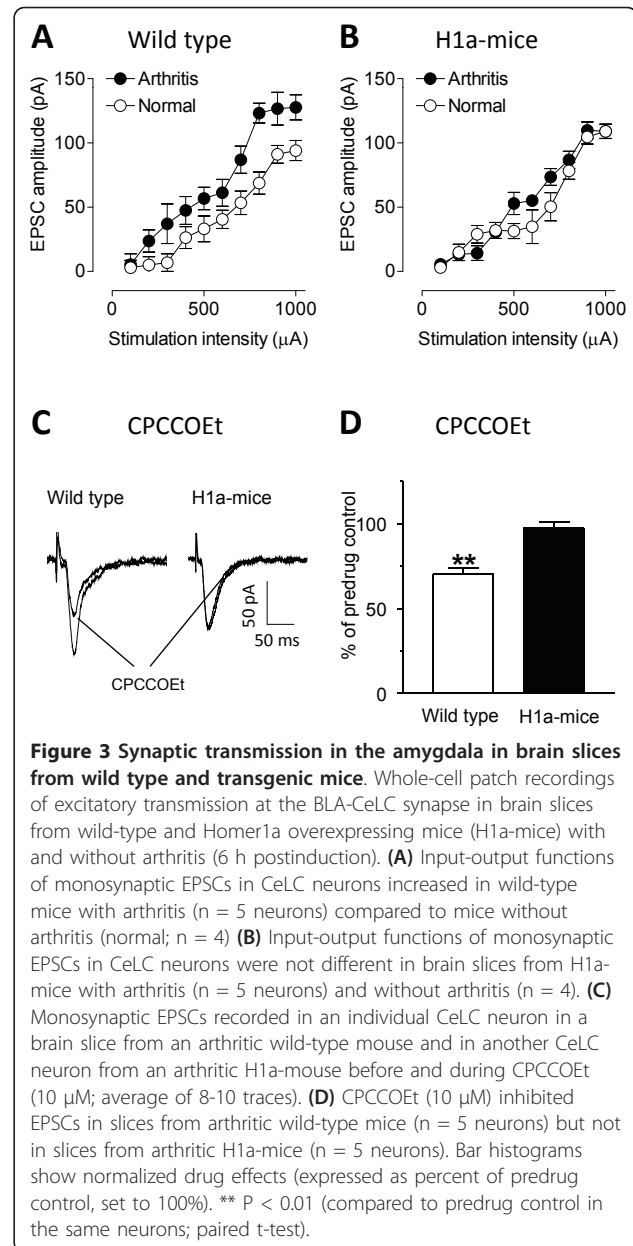 A Wild type
B H1a-mice
Arthritis
Normal
EPSC amplitude (pA)
150
100
50
0
0 500 1000
Stimulation intensity (µA)
Arthritis
Normal
EPSC amplitude (pA)
150
100
50
0
0 500 1000
Stimulation intensity (µA)
C CPCCOEt
Wild type H1a-mice
50 pA
50 ms
CPCCOEt
D CPCCOEt
% of predrug control
100
50
0
**
Wild type H1a-mice
Figure 3 Synaptic transmission in the amygdala in brain slices
from wild type and transgenic mice. Whole-cell patch recordings
of excitatory transmission at the BLA-CeLC synapse in brain slices
from wild-type and Homer1a overexpressing mice (H1a-mice) with
and without arthritis (6 h postinduction). (A) Input-output functions
of monosynaptic EPSCs in CeLC neurons increased in wild-type
mice with arthritis (n = 5 neurons) compared to mice without
arthritis (normal; n = 4) (B) Input-output functions of monosynaptic
EPSCs in CeLC neurons were not different in brain slices from H1a-
mice with arthritis (n = 5 neurons) and without arthritis (n = 4). (C)
Monosynaptic EPSCs recorded in an individual CeLC neuron in a
brain slice from an arthritic wild-type mouse and in another CeLC
neuron from an arthritic H1a-mouse before and during CPCCOEt
(10 µM; average of 8-10 traces). (D) CPCCOEt (10 µM) inhibited
EPSCs in slices from arthritic wild-type mice (n = 5 neurons) but not
in slices from arthritic H1a-mice (n = 5 neurons). Bar histograms
show normalized drug effects (expressed as percent of predrug
control, set to 100%). ** P < 0.01 (compared to predrug control in
the same neurons; paired t-test).